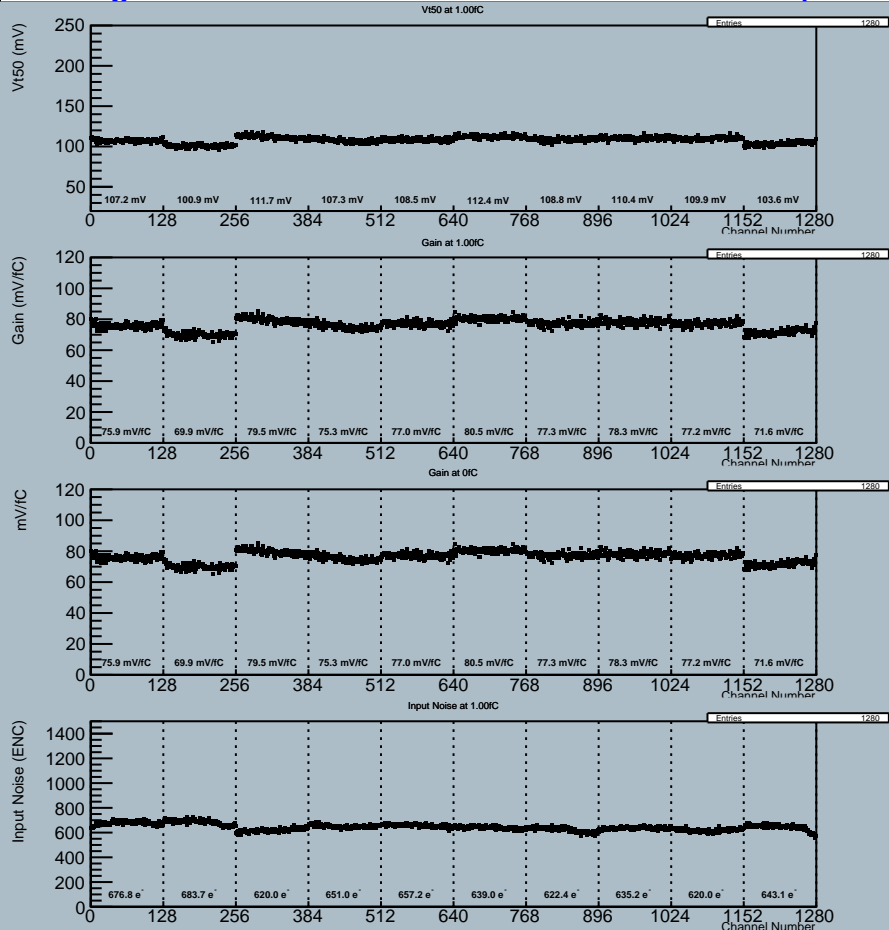 Vt50 at 1.00fC
Entries 1280
Vt50 (mV)
250
200
150
100
50
107.2 mV 100.9 mV 111.7 mV 107.3 mV 108.5 mV 112.4 mV 108.8 mV 110.4 mV 109.9 mV 103.6 mV
0 128 256 384 512 640 768 896 1024 1152 1280
Channel Number
Gain at 1.00fC
Entries 1280
Gain (mV/fC)
120
100
80
60
40
20
0
75.9 mV/fC 69.9 mV/fC 79.5 mV/fC 75.3 mV/fC 77.0 mV/fC 80.5 mV/fC 77.3 mV/fC 78.3 mV/fC 77.2 mV/fC 71.6 mV/fC
0 128 256 384 512 640 768 896 1024 1152 1280
Channel Number
Gain at 0fC
Entries 1280
mV/fC
120
100
80
60
40
20
0
75.9 mV/fC 69.9 mV/fC 79.5 mV/fC 75.3 mV/fC 77.0 mV/fC 80.5 mV/fC 77.3 mV/fC 78.3 mV/fC 77.2 mV/fC 71.6 mV/fC
0 128 256 384 512 640 768 896 1024 1152 1280
Channel Number
Input Noise at 1.00fC
Entries 1280
Input Noise (ENC)
1400
1200
1000
800
600
400
200
0
676.8 e⁻ 683.7 e⁻ 620.0 e⁻ 651.0 e⁻ 657.2 e⁻ 639.0 e⁻ 622.4 e⁻ 635.2 e⁻ 620.0 e⁻ 643.1 e⁻
0 128 256 384 512 640 768 896 1024 1152 1280
Channel Number